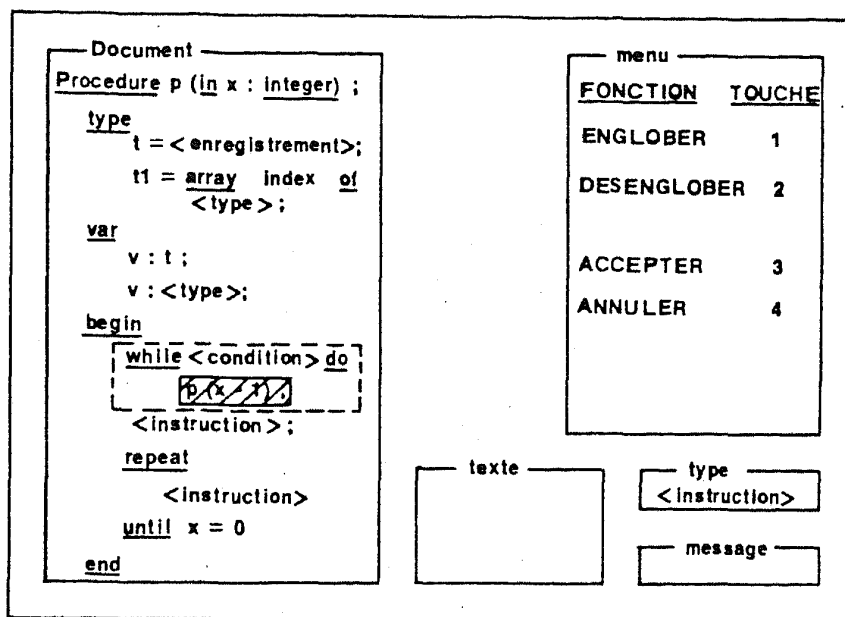 Document
Procedure p (in x : integer) ;
type
t = <enregistrement>;
t1 = array index of
<type> ;
var
v : t ;
v : <type>;
begin
while <condition> do
<instruction> ;
repeat
<instruction>
until x = 0
end
menu
FONCTION TOUCHE
ENGLOBER 1
DESENGLOBER 2
ACCEPTER 3
ANNULER 4
texte
type
<instruction>
message